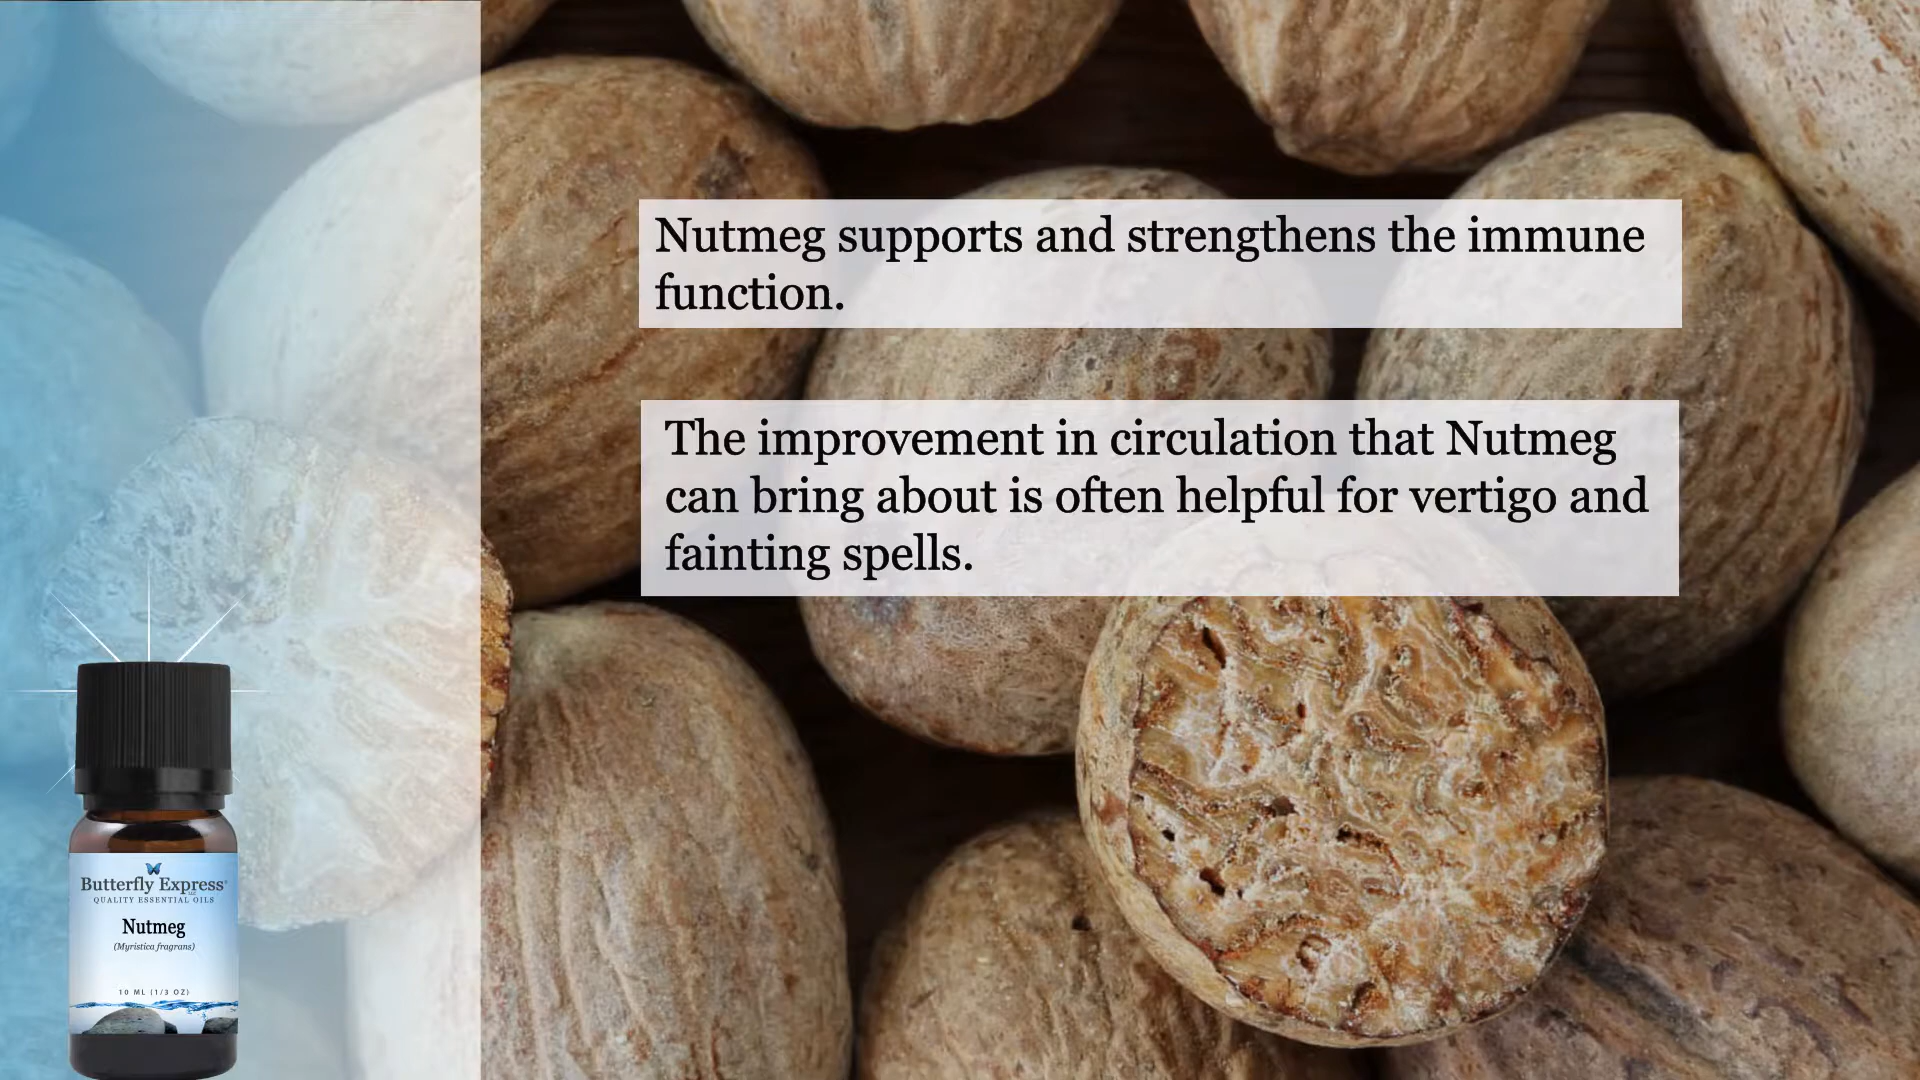 Nutmeg supports and strengthens the immune
function.
The improvement in circulation that Nutmeg
can bring about is often helpful for vertigo and
fainting spells.
Butterfly Express®
LLC
QUALITY ESSENTIAL OILS
Nutmeg
(Myristica fragrans)
10 ML (1/3 OZ)